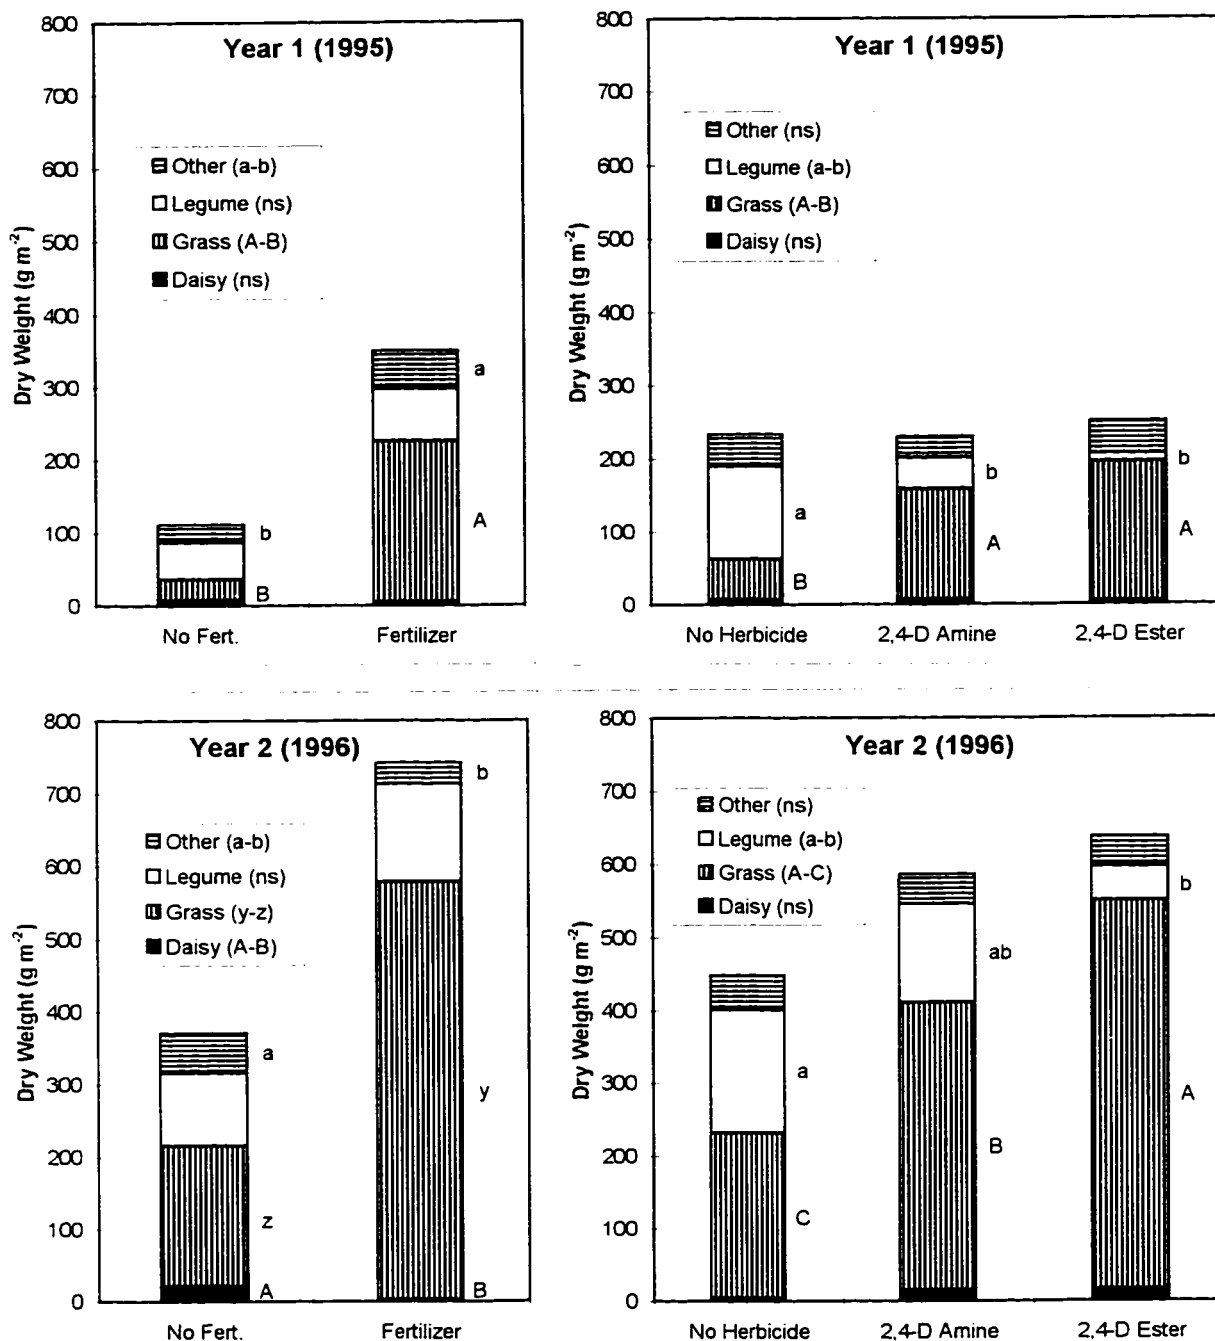 Year 1 (1995)
Dry Weight (g m-2)
800
700
600
500
400
300
200
100
0
Other (a-b)
Legume (ns)
Grass (A-B)
Daisy (ns)
b
B
a
A
No Fert.
Fertilizer
Year 1 (1995)
Dry Weight (g m-2)
800
700
600
500
400
300
200
100
0
Other (ns)
Legume (a-b)
Grass (A-B)
Daisy (ns)
a
B
b
A
b
A
No Herbicide
2,4-D Amine
2,4-D Ester
Year 2 (1996)
Dry Weight (g m-2)
800
700
600
500
400
300
200
100
0
Other (a-b)
Legume (ns)
Grass (y-z)
Daisy (A-B)
a
z
A
b
y
B
No Fert.
Fertilizer
Year 2 (1996)
Dry Weight (g m-2)
800
700
600
500
400
300
200
100
0
Other (ns)
Legume (a-b)
Grass (A-C)
Daisy (ns)
a
C
ab
B
b
A
No Herbicide
2,4-D Amine
2,4-D Ester